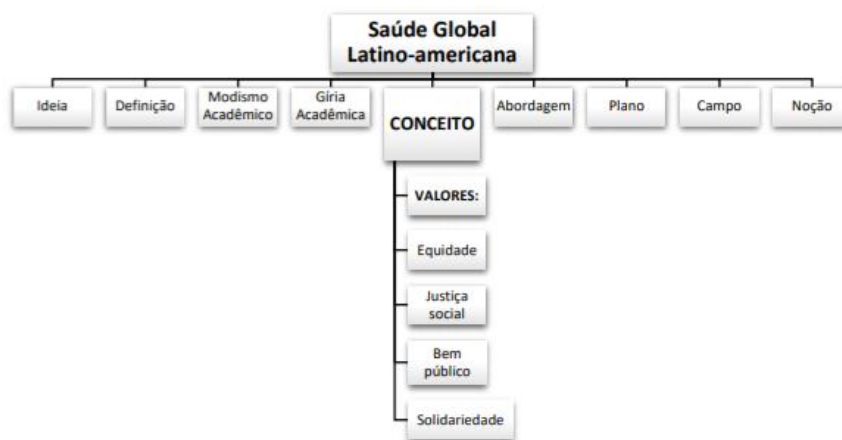 Saúde Global
Latino-americana
Ideia
Definição
Modismo
Acadêmico
Gíria
Acadêmica
CONCEITO
Abordagem
Plano
Campo
Noção
VALORES:
Equidade
Justiça
social
Bem
público
Solidariedade